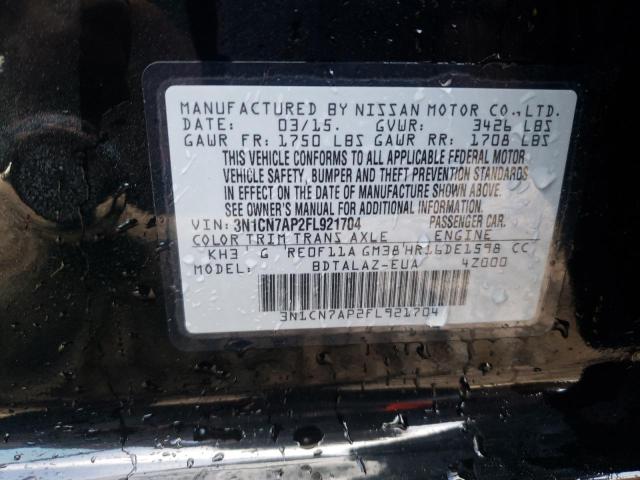 MANUFACTURED BY NISSAN MOTOR CO., LTD.
DATE: 03/15. GVWR: 3426 LBS
GAWR FR: 1750 LBS GAWR RR: 1708 LBS
THIS VEHICLE CONFORMS TO ALL APPLICABLE FEDERAL MOTOR
VEHICLE SAFETY, BUMPER AND THEFT PREVENTION STANDARDS
IN EFFECT ON THE DATE OF MANUFACTURE SHOWN ABOVE.
SEE OWNER'S MANUAL FOR ADDITIONAL INFORMATION.
VIN: 3N1CN7AP2FL921704 PASSENGER CAR.
COLOR TRIM TRANS AXLE ENGINE
KH3 G RE0F11A GM38 HR16DE1598 CC
MODEL: BDTALAZ-EUA 4Z000
3N1CN7AP2FL921704